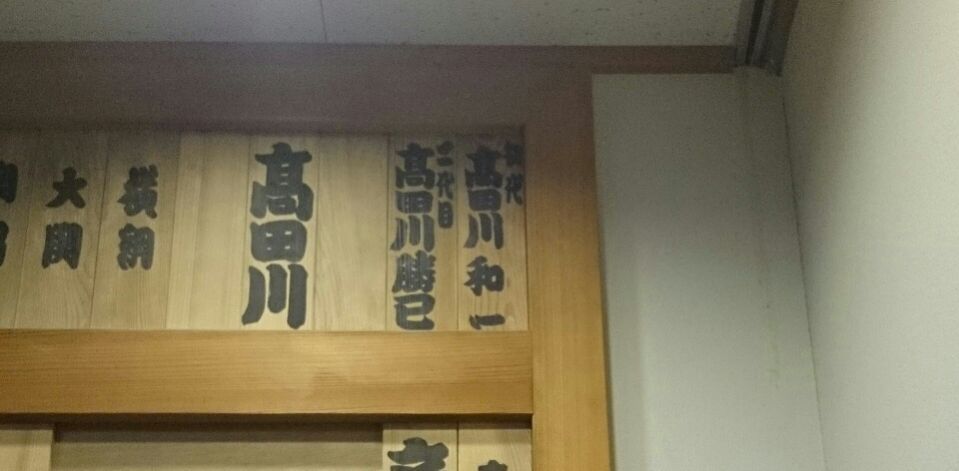 初代
髙田川和一
二代目
髙田川勝巳
髙田川
横綱
大関